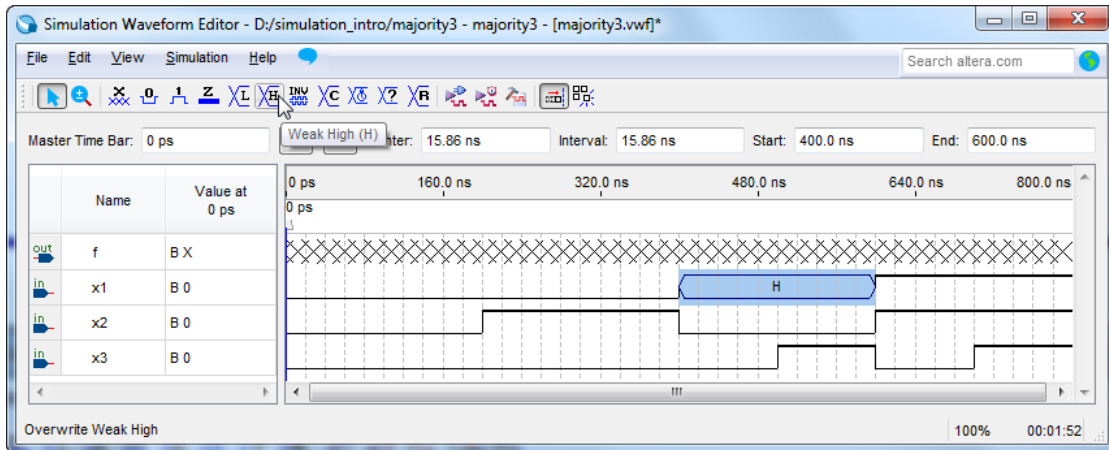 Simulation Waveform Editor - D:/simulation_intro/majority3 - majority3 - [majority3.vwf]*
File Edit View Simulation Help Search altera.com
X 0 1 Z L H INV C 2 R
Master Time Bar: 0 ps Weak High (H) nter: 15.86 ns Interval: 15.86 ns Start: 400.0 ns End: 600.0 ns
Name Value at 0 ps 0 ps 160.0 ns 320.0 ns 480.0 ns 640.0 ns 800.0 ns
0 ps
out f B X
in x1 B 0 H
in x2 B 0
in x3 B 0
Overwrite Weak High 100% 00:01:52